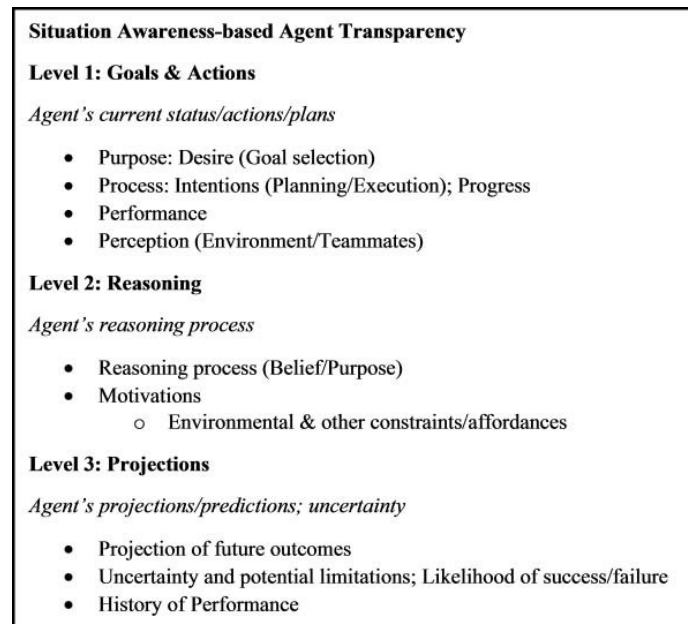 Situation Awareness-based Agent Transparency
Level 1: Goals & Actions
Agent's current status/actions/plans
• Purpose: Desire (Goal selection)
• Process: Intentions (Planning/Execution); Progress
• Performance
• Perception (Environment/Teammates)
Level 2: Reasoning
Agent's reasoning process
• Reasoning process (Belief/Purpose)
• Motivations
o Environmental & other constraints/affordances
Level 3: Projections
Agent's projections/predictions; uncertainty
• Projection of future outcomes
• Uncertainty and potential limitations; Likelihood of success/failure
• History of Performance